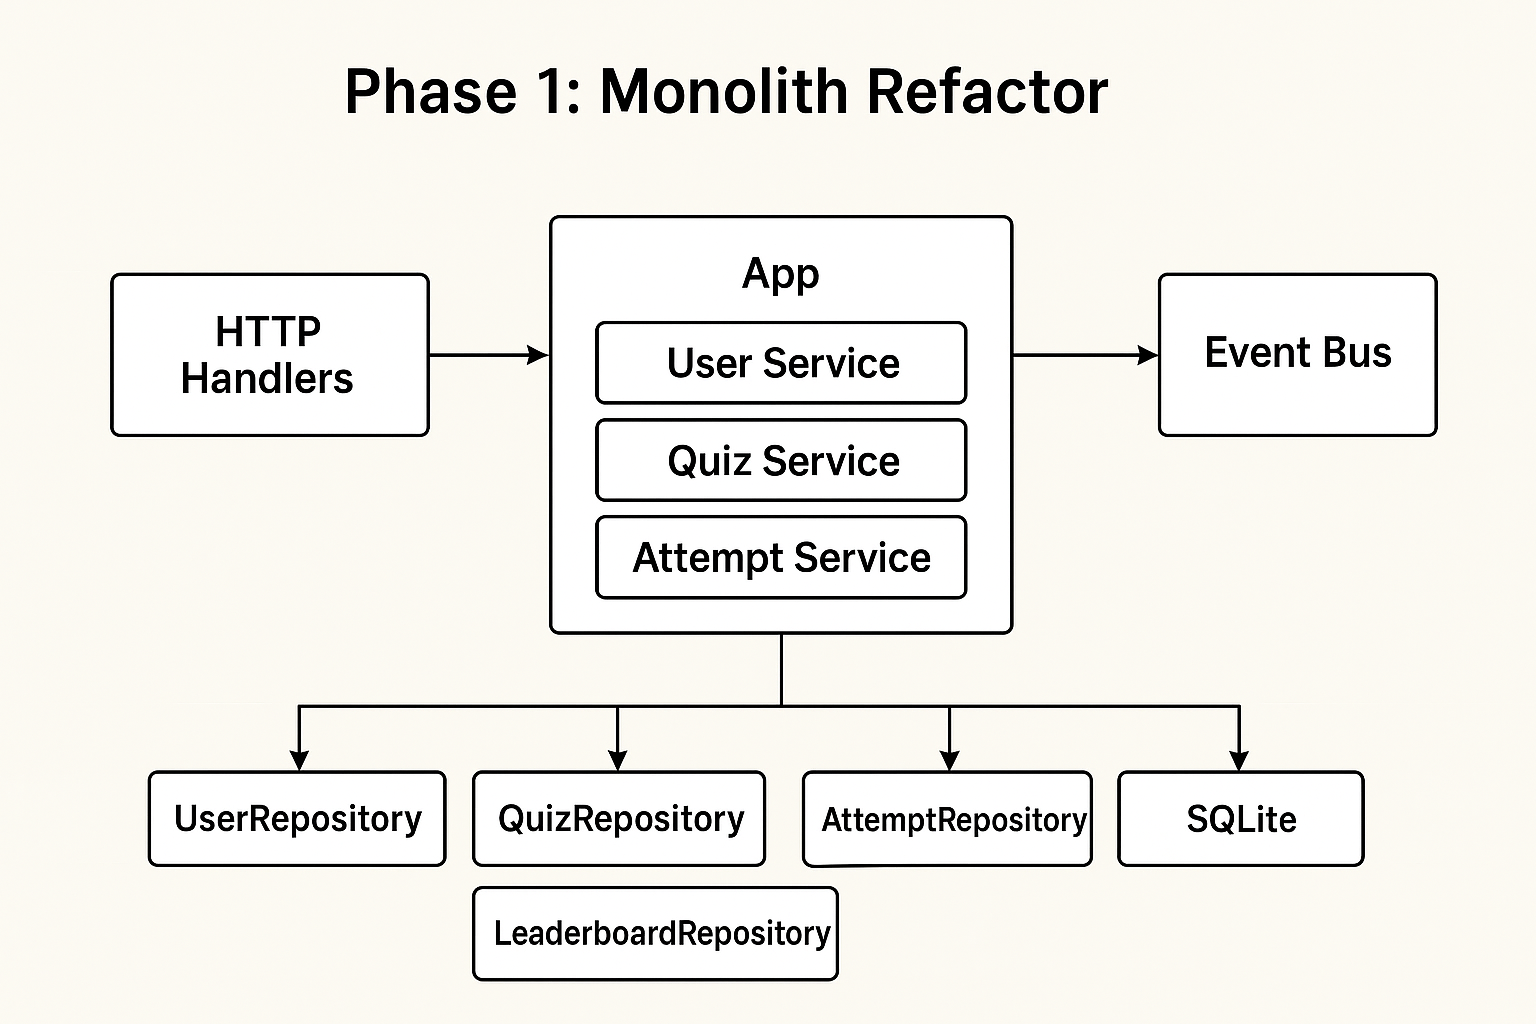 Phase 1: Monolith Refactor
HTTP
Handlers
App
User Service
Quiz Service
Attempt Service
Event Bus
UserRepository
QuizRepository
AttemptRepository
SQLite
LeaderboardRepository